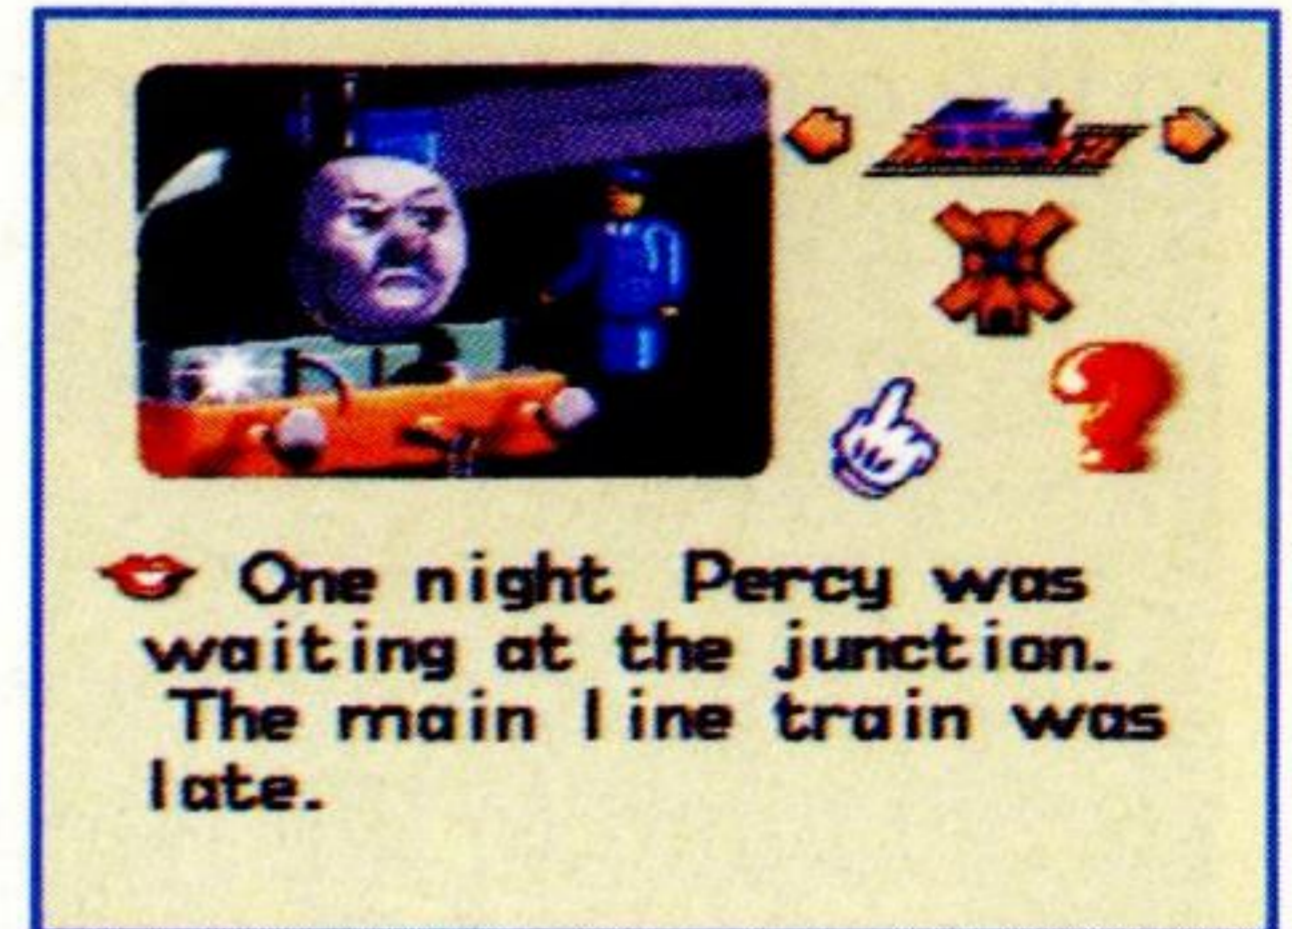 One night Percy was
waiting at the junction.
The main line train was
late.